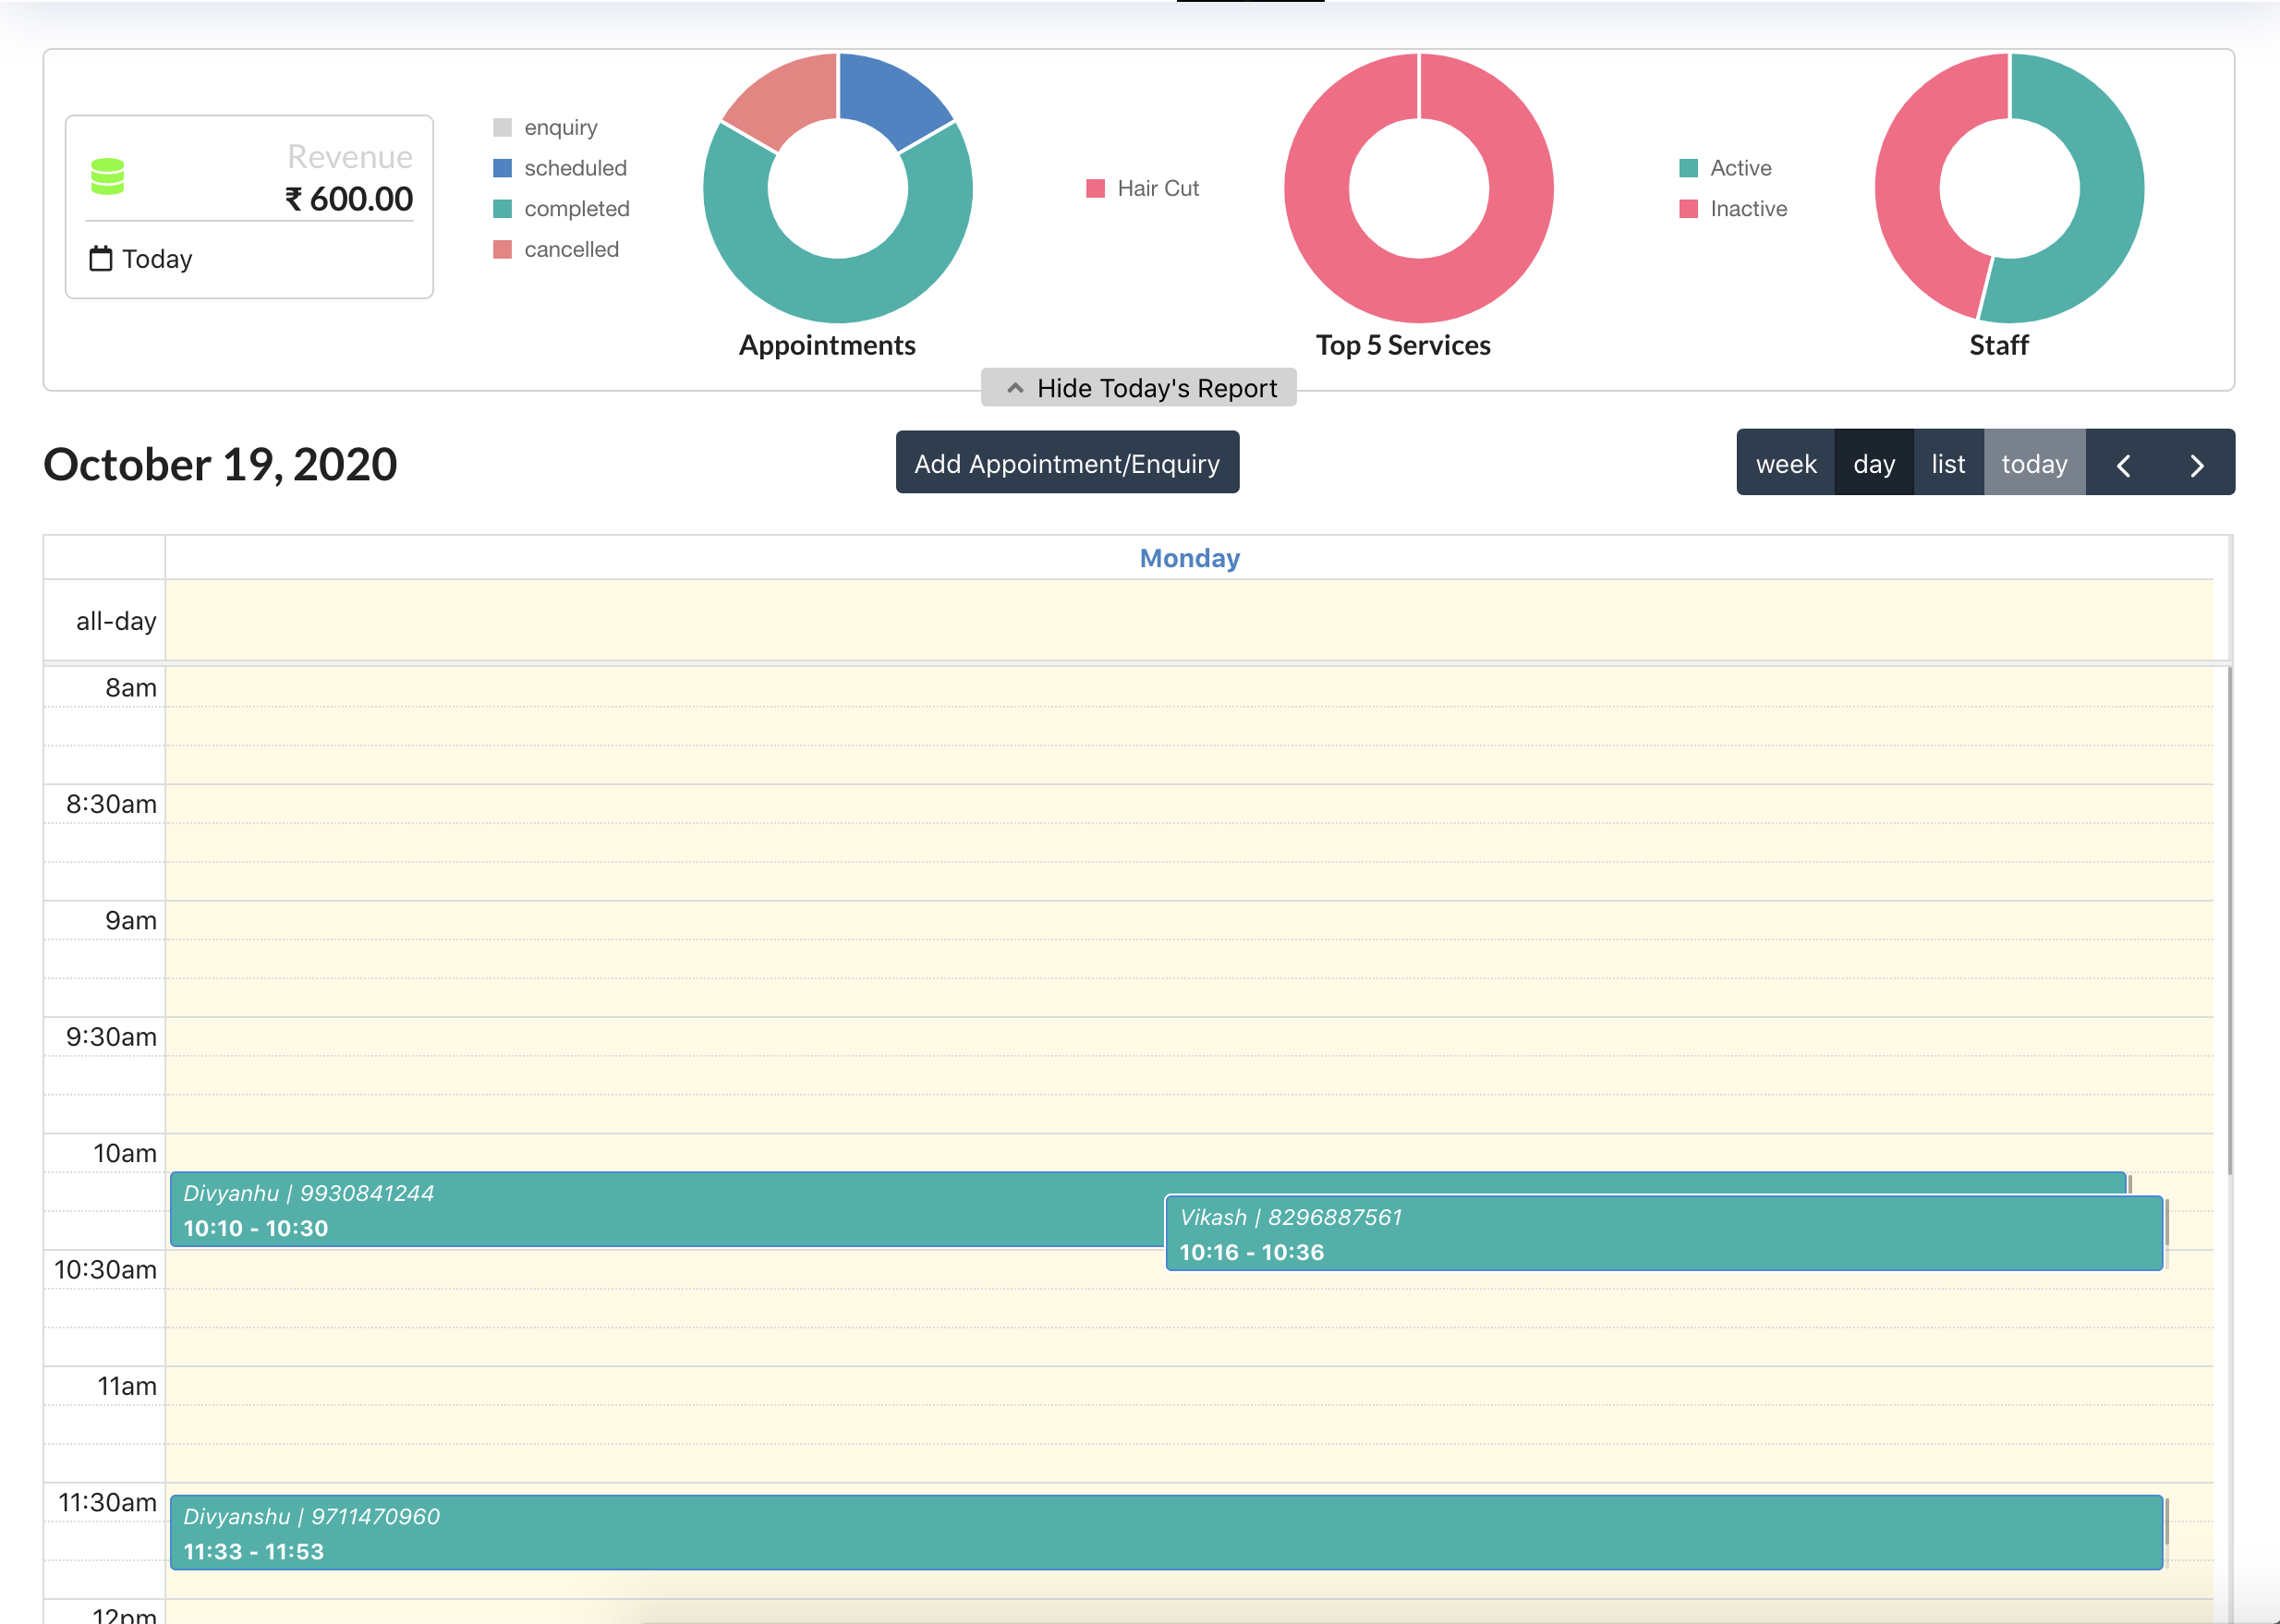 Revenue
₹ 600.00
Today
enquiry
scheduled
completed
cancelled
Appointments
Hair Cut
Top 5 Services
Active
Inactive
Staff
Hide Today's Report
October 19, 2020
Add Appointment/Enquiry
week day list today
Monday
all-day
8am
8:30am
9am
9:30am
10am
Divyanhu | 9930841244
10:10 - 10:30
Vikash | 8296887561
10:16 - 10:36
10:30am
11am
11:30am
Divyanshu | 9711470960
11:33 - 11:53
12pm